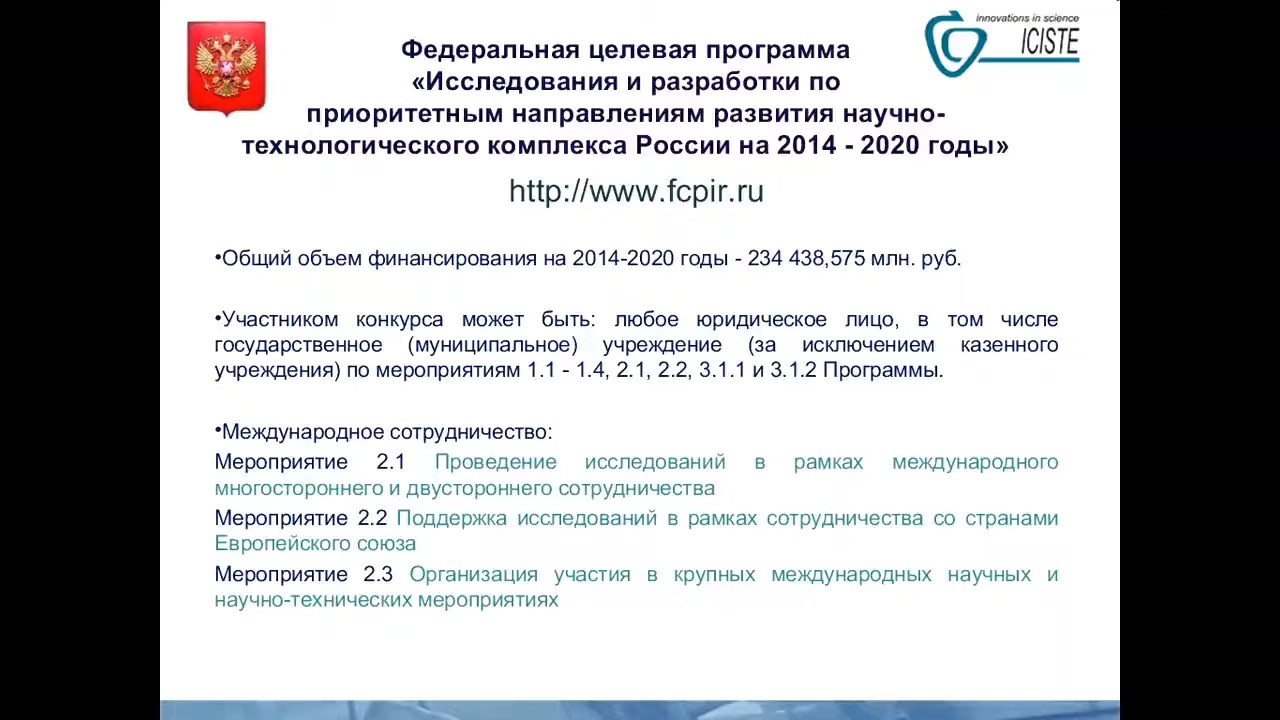 innovations in science
ICISTE
Федеральная целевая программа
«Исследования и разработки по
приоритетным направлениям развития научно-
технологического комплекса России на 2014 - 2020 годы»
http://www.fcpir.ru
•Общий объем финансирования на 2014-2020 годы - 234 438,575 млн. руб.
•Участником конкурса может быть: любое юридическое лицо, в том числе
государственное (муниципальное) учреждение (за исключением казенного
учреждения) по мероприятиям 1.1 - 1.4, 2.1, 2.2, 3.1.1 и 3.1.2 Программы.
•Международное сотрудничество:
Мероприятие 2.1 Проведение исследований в рамках международного
многостороннего и двустороннего сотрудничества
Мероприятие 2.2 Поддержка исследований в рамках сотрудничества со странами
Европейского союза
Мероприятие 2.3 Организация участия в крупных международных научных и
научно-технических мероприятиях